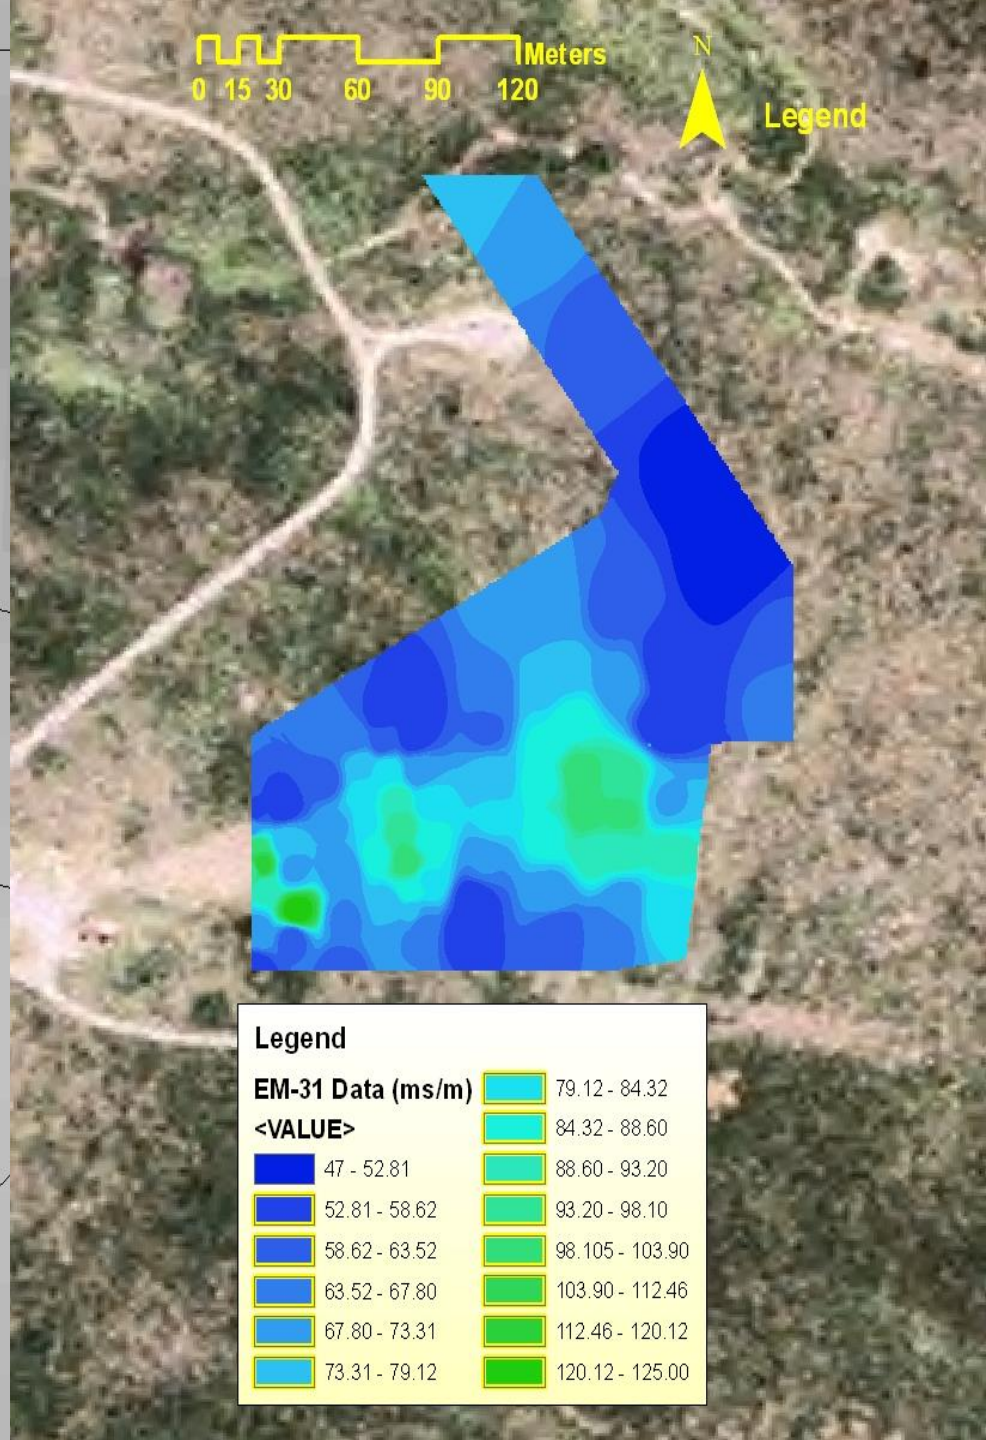 Meters
0 15 30 60 90 120
N
Legend
Legend
EM-31 Data (ms/m)
<VALUE>
47 - 52.81
52.81 - 58.62
58.62 - 63.52
63.52 - 67.80
67.80 - 73.31
73.31 - 79.12
79.12 - 84.32
84.32 - 88.60
88.60 - 93.20
93.20 - 98.10
98.105 - 103.90
103.90 - 112.46
112.46 - 120.12
120.12 - 125.00